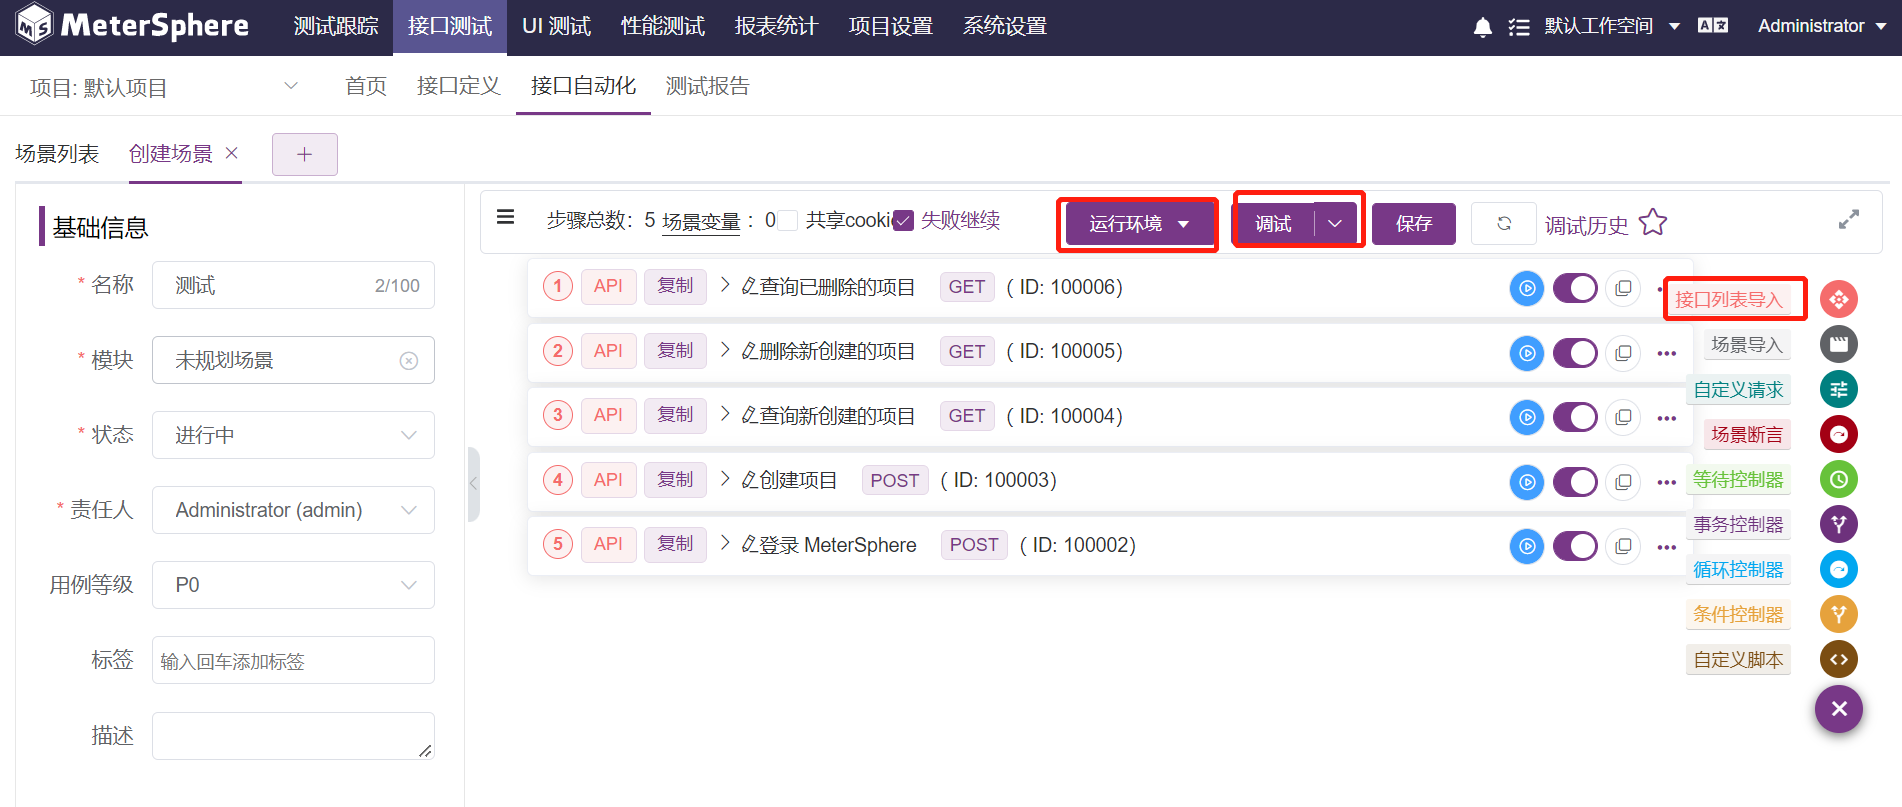 MeterSphere 测试跟踪 接口测试 UI 测试 性能测试 报表统计 项目设置 系统设置 默认工作空间 Administrator
项目: 默认项目 首页 接口定义 接口自动化 测试报告
场景列表 创建场景 × +
基础信息
* 名称 测试 2/100
* 模块 未规划场景
* 状态 进行中
* 责任人 Administrator (admin)
用例等级 P0
标签 输入回车添加标签
描述
步骤总数: 5 场景变量 : 0 共享cooki 失败继续 运行环境 调试 保存 调试历史
1 API 复制 查询已删除的项目 GET ( ID: 100006)
2 API 复制 删除新创建的项目 GET ( ID: 100005)
3 API 复制 查询新创建的项目 GET ( ID: 100004)
4 API 复制 创建项目 POST ( ID: 100003)
5 API 复制 登录 MeterSphere POST ( ID: 100002)
接口列表导入
场景导入
自定义请求
场景断言
等待控制器
事务控制器
循环控制器
条件控制器
自定义脚本